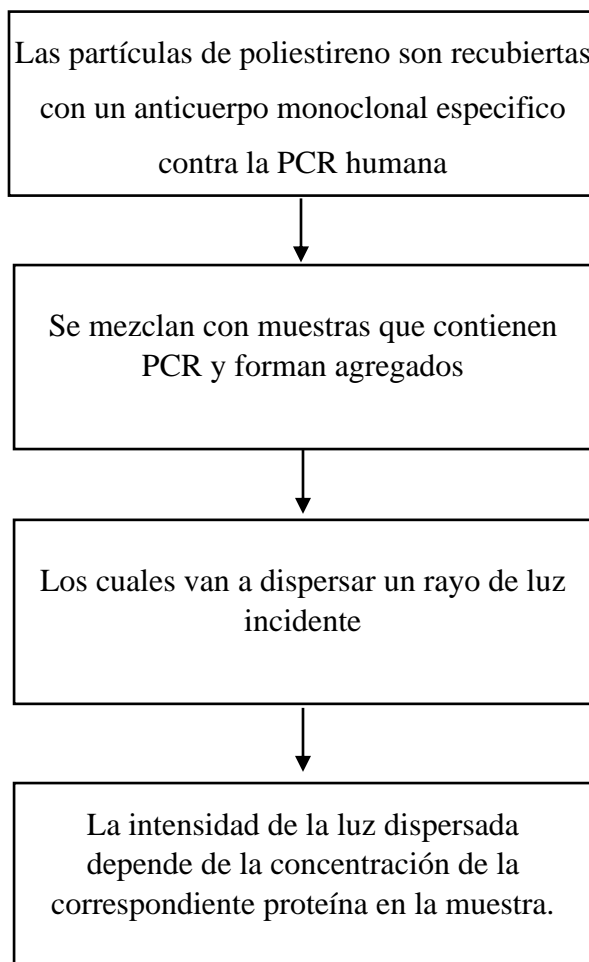 Las partículas de poliestireno son recubiertas
con un anticuerpo monoclonal especifico
contra la PCR humana
Se mezclan con muestras que contienen
PCR y forman agregados
Los cuales van a dispersar un rayo de luz
incidente
La intensidad de la luz dispersada
depende de la concentración de la
correspondiente proteína en la muestra.